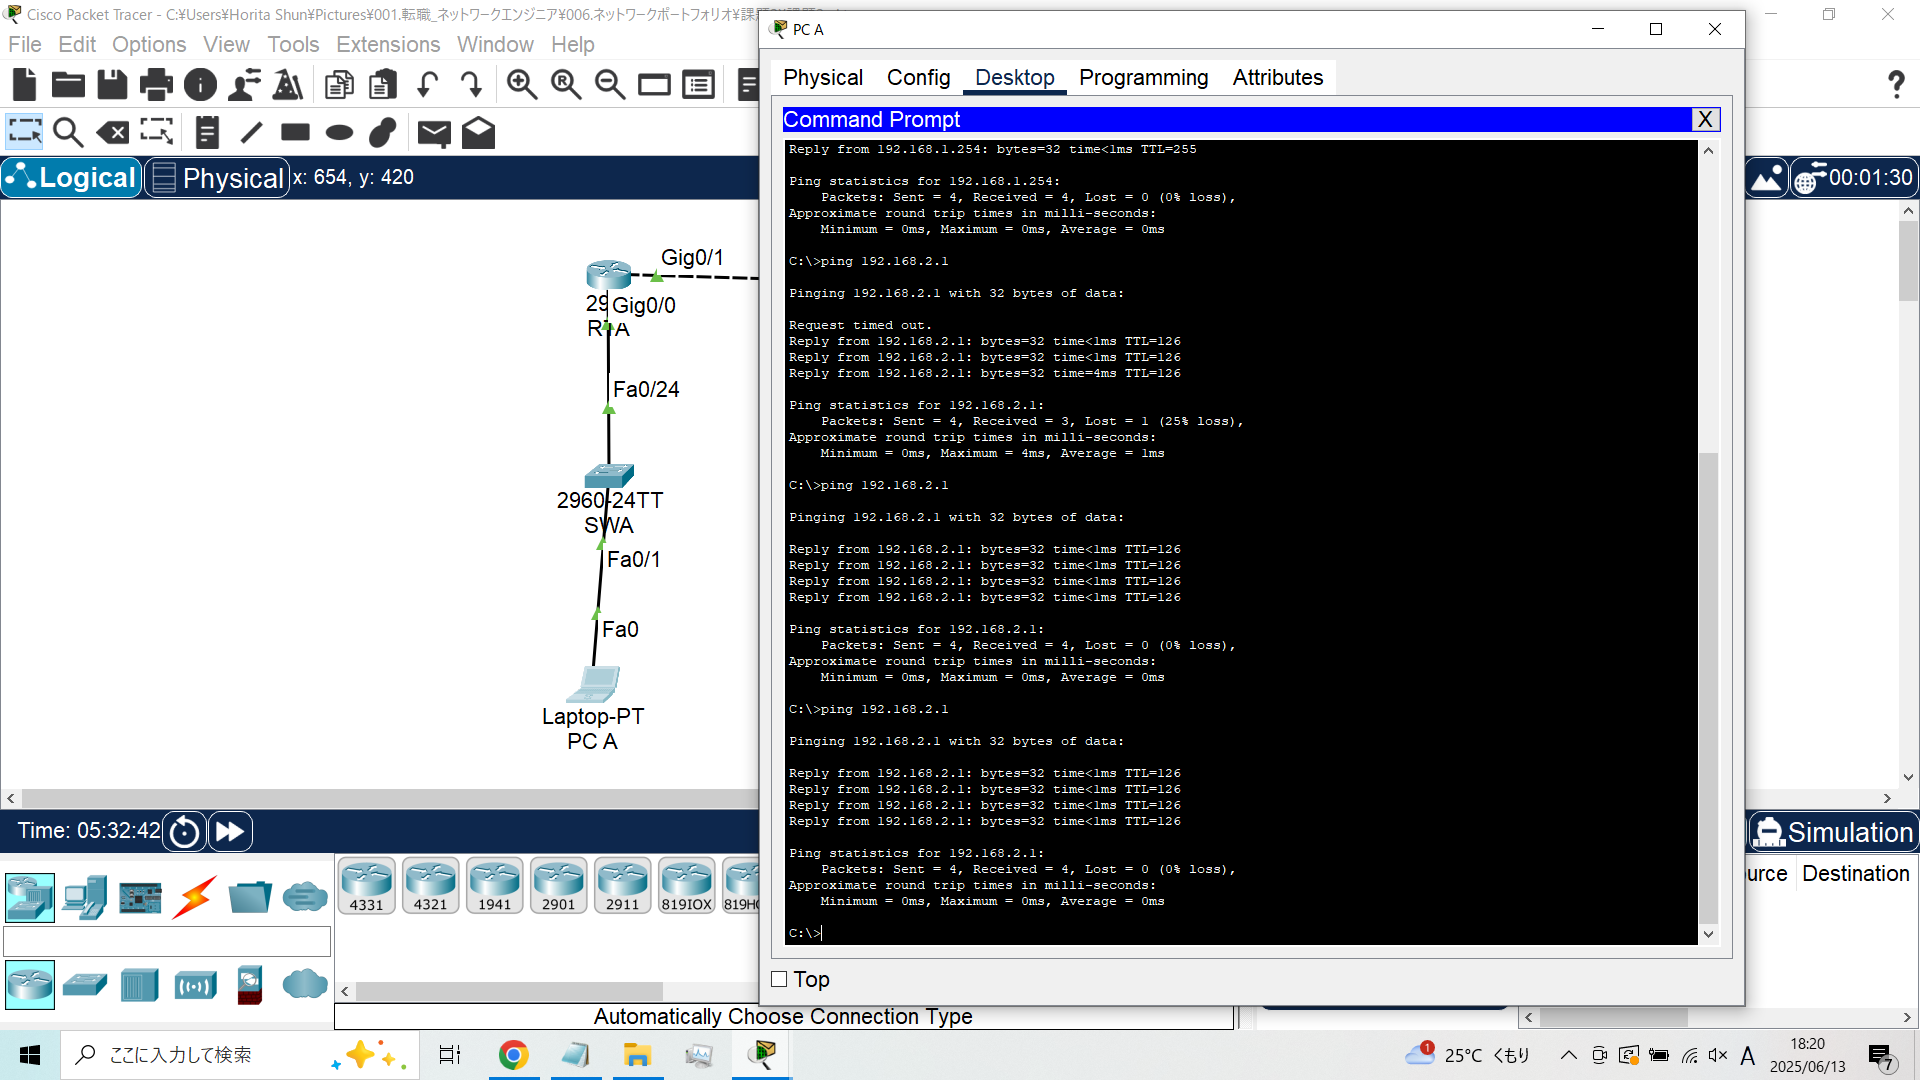 Cisco Packet Tracer - C:¥Users¥Horita Shun¥Pictures¥001.転職_ネットワークエンジニア¥006.ネットワークポートフォリオ¥
PC A
File Edit Options View Tools Extensions Window Help
Physical Config Desktop Programming Attributes
Command Prompt
X
Logical
Physical
x: 654, y: 420
00:01:30
Gig0/1
Gig0/0
Fa0/24
2960-24TT
SWA
Fa0/1
Fa0
Laptop-PT
PC A
Reply from 192.168.1.254: bytes=32 time<1ms TTL=255
Ping statistics for 192.168.1.254:
Packets: Sent = 4, Received = 4, Lost = 0 (0% loss),
Approximate round trip times in milli-seconds:
Minimum = 0ms, Maximum = 0ms, Average = 0ms
C:\>ping 192.168.2.1
Pinging 192.168.2.1 with 32 bytes of data:
Request timed out.
Reply from 192.168.2.1: bytes=32 time<1ms TTL=126
Reply from 192.168.2.1: bytes=32 time<1ms TTL=126
Reply from 192.168.2.1: bytes=32 time=4ms TTL=126
Ping statistics for 192.168.2.1:
Packets: Sent = 4, Received = 3, Lost = 1 (25% loss),
Approximate round trip times in milli-seconds:
Minimum = 0ms, Maximum = 4ms, Average = 1ms
C:\>ping 192.168.2.1
Pinging 192.168.2.1 with 32 bytes of data:
Reply from 192.168.2.1: bytes=32 time<1ms TTL=126
Reply from 192.168.2.1: bytes=32 time<1ms TTL=126
Reply from 192.168.2.1: bytes=32 time<1ms TTL=126
Reply from 192.168.2.1: bytes=32 time<1ms TTL=126
Ping statistics for 192.168.2.1:
Packets: Sent = 4, Received = 4, Lost = 0 (0% loss),
Approximate round trip times in milli-seconds:
Minimum = 0ms, Maximum = 0ms, Average = 0ms
C:\>ping 192.168.2.1
Pinging 192.168.2.1 with 32 bytes of data:
Reply from 192.168.2.1: bytes=32 time<1ms TTL=126
Reply from 192.168.2.1: bytes=32 time<1ms TTL=126
Reply from 192.168.2.1: bytes=32 time<1ms TTL=126
Reply from 192.168.2.1: bytes=32 time<1ms TTL=126
Ping statistics for 192.168.2.1:
Packets: Sent = 4, Received = 4, Lost = 0 (0% loss),
Approximate round trip times in milli-seconds:
Minimum = 0ms, Maximum = 0ms, Average = 0ms
C:\>
Top
Time: 05:32:42
Simulation
Destination
4331 4321 1941 2901 2911 819IOX
Automatically Choose Connection Type
ここに入力して検索
1
25°C くもり
A
18:20
2025/06/13
7